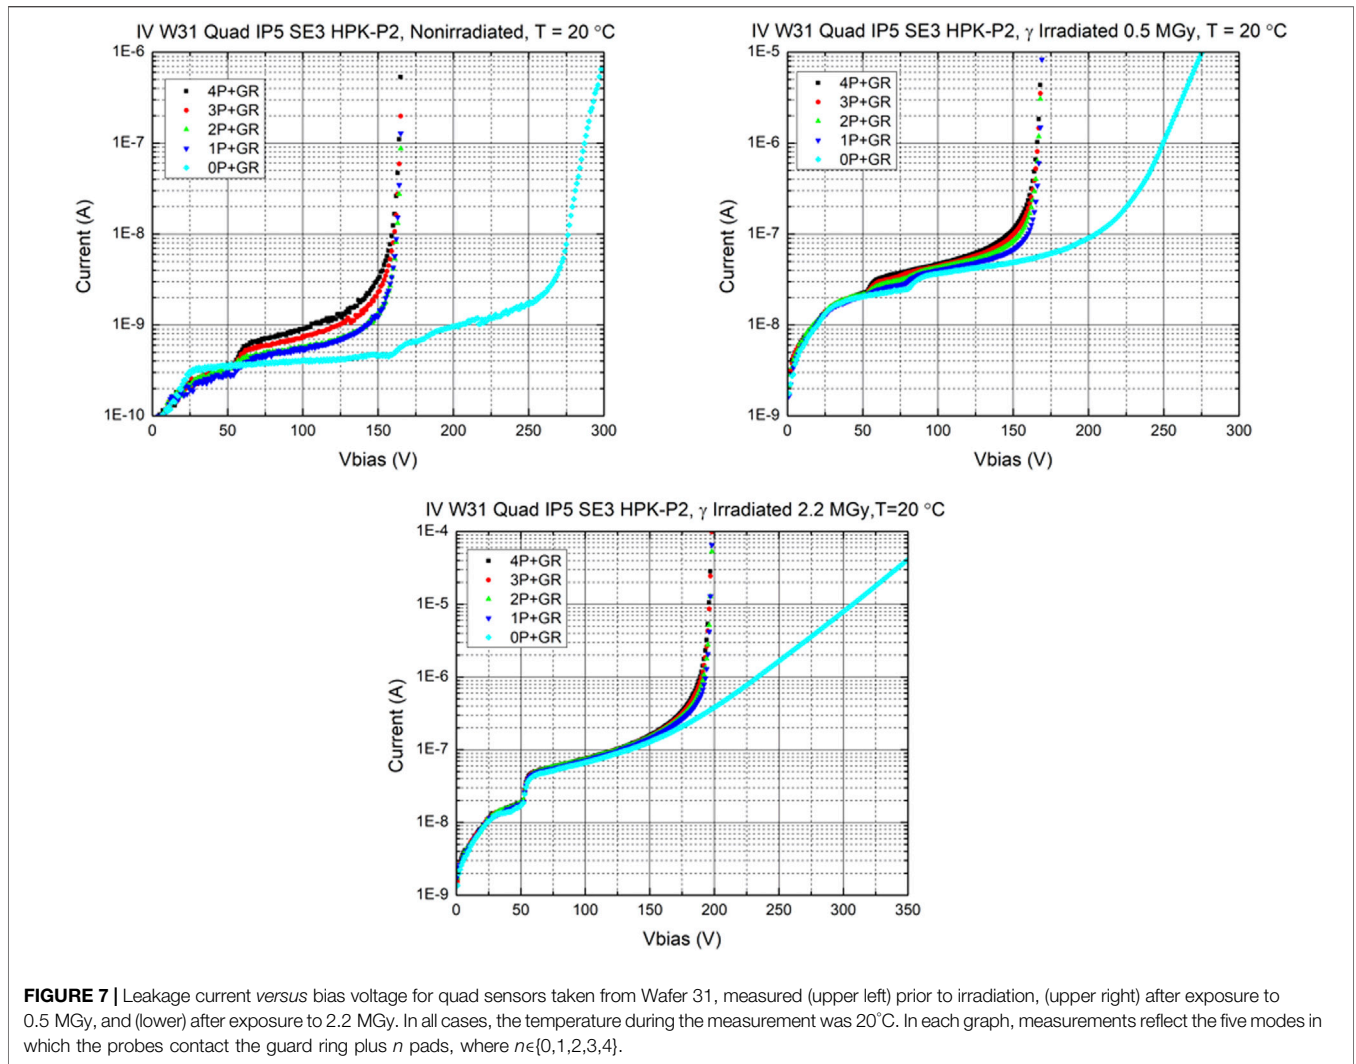 IV W31 Quad IP5 SE3 HPK-P2, Nonirradiated, T = 20 °C
1E-6
1E-7
1E-8
1E-9
1E-10
Current (A)
4P+GR
3P+GR
2P+GR
1P+GR
0P+GR
0 50 100 150 200 250 300
Vbias (V)
IV W31 Quad IP5 SE3 HPK-P2, γ Irradiated 0.5 MGy, T = 20 °C
1E-5
1E-6
1E-7
1E-8
1E-9
Current (A)
4P+GR
3P+GR
2P+GR
1P+GR
0P+GR
0 50 100 150 200 250 300
Vbias (V)
IV W31 Quad IP5 SE3 HPK-P2, γ Irradiated 2.2 MGy,T=20 °C
1E-4
1E-5
1E-6
1E-7
1E-8
1E-9
Current (A)
4P+GR
3P+GR
2P+GR
1P+GR
0P+GR
0 50 100 150 200 250 300 350
Vbias (V)
FIGURE 7 | Leakage current versus bias voltage for quad sensors taken from Wafer 31, measured (upper left) prior to irradiation, (upper right) after exposure to
0.5 MGy, and (lower) after exposure to 2.2 MGy. In all cases, the temperature during the measurement was 20°C. In each graph, measurements reflect the five modes in
which the probes contact the guard ring plus n pads, where nϵ{0,1,2,3,4}.